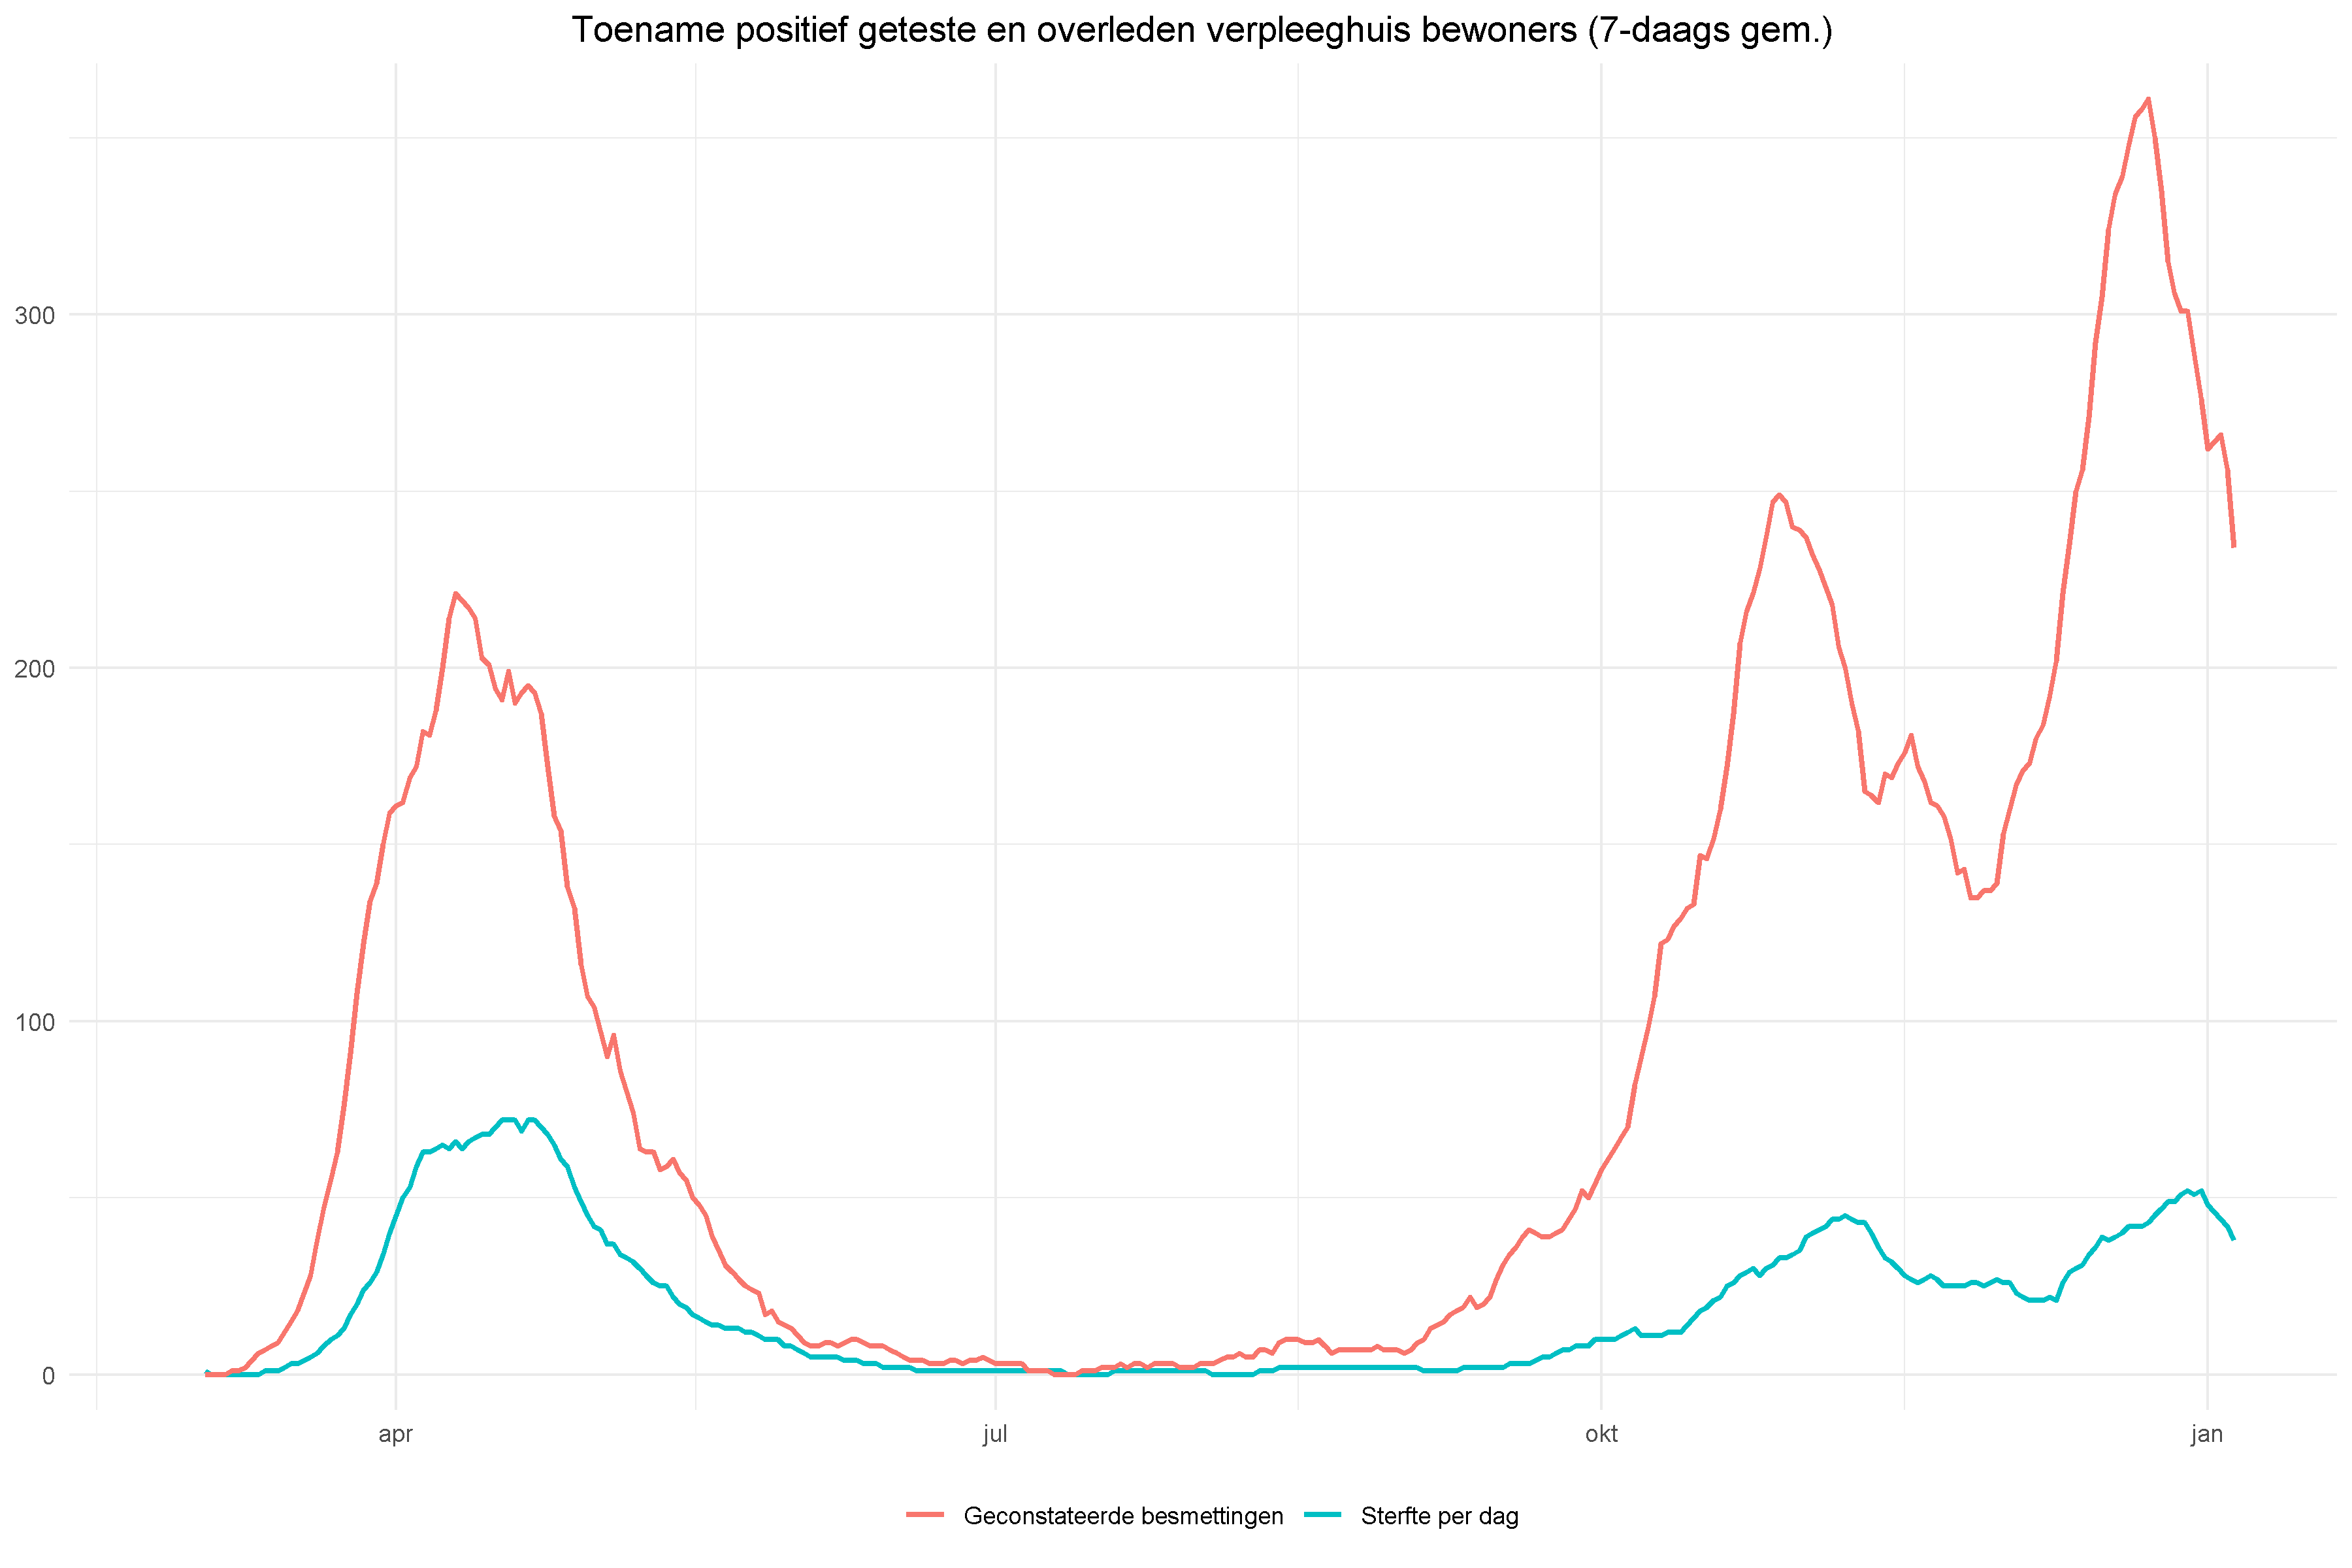 Toename positief geteste en overleden verpleeghuis bewoners (7-daags gem.)
300
200
100
0
apr jul okt jan
Geconstateerde besmettingen Sterfte per dag